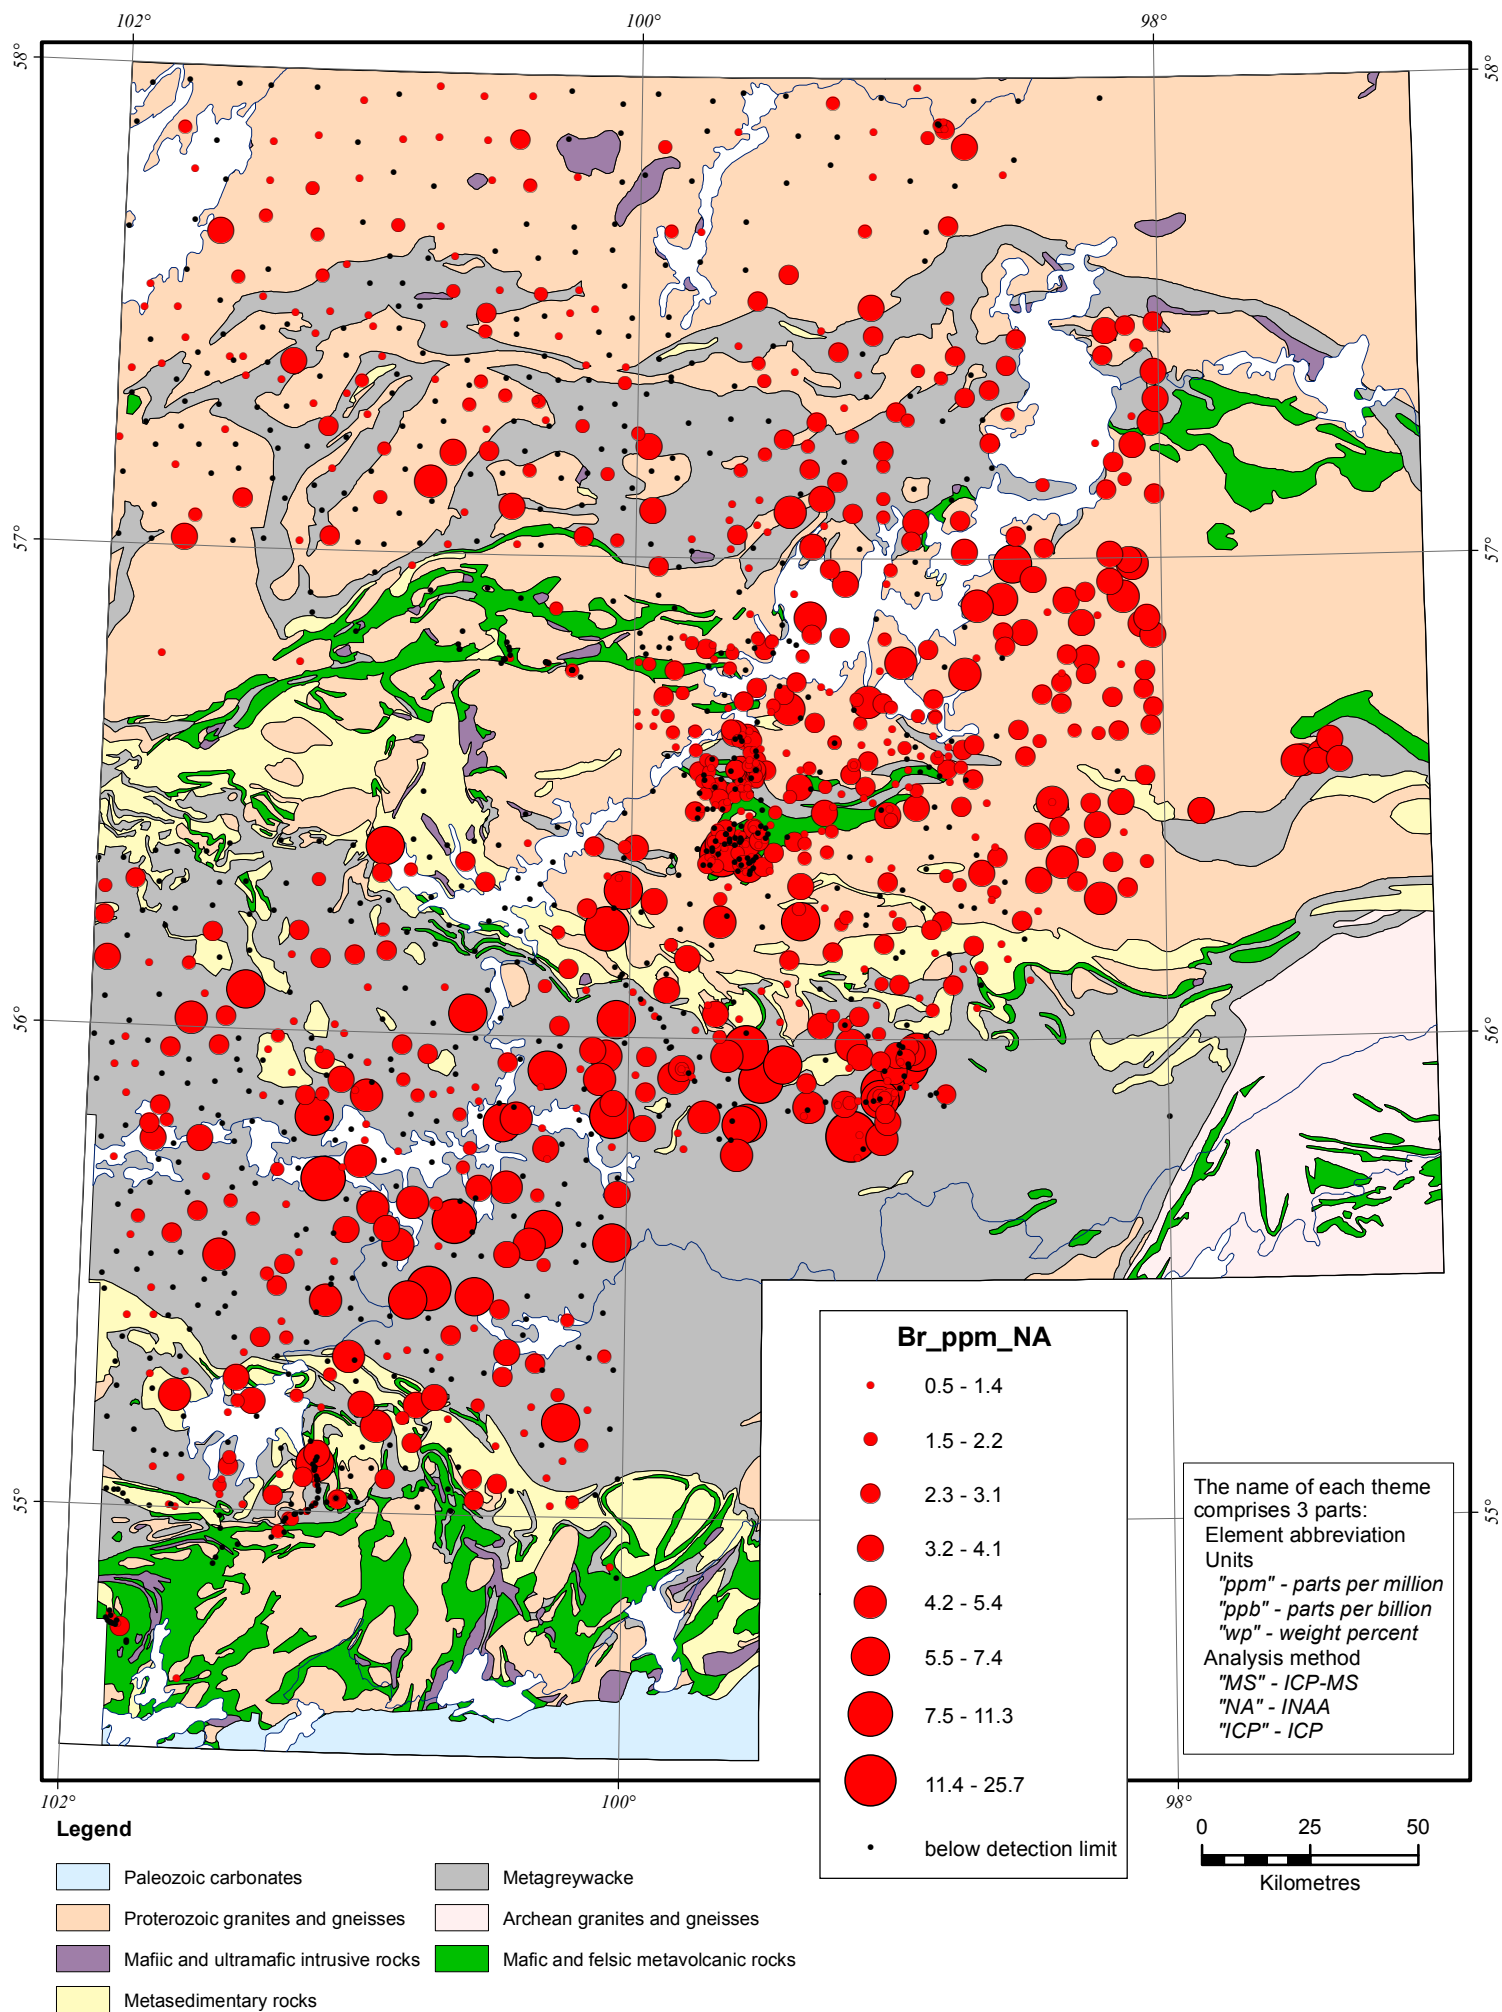 102° 100° 98°
58° 58°
57° 57°
56° 56°
55° 55°
102° 100° 98°
Br_ppm_NA
0.5 - 1.4
1.5 - 2.2
2.3 - 3.1
3.2 - 4.1
4.2 - 5.4
5.5 - 7.4
7.5 - 11.3
11.4 - 25.7
below detection limit
The name of each theme
comprises 3 parts:
Element abbreviation
Units
"ppm" - parts per million
"ppb" - parts per billion
"wp" - weight percent
Analysis method
"MS" - ICP-MS
"NA" - INAA
"ICP" - ICP
0 25 50
Kilometres
Legend
Paleozoic carbonates
Metagreywacke
Proterozoic granites and gneisses
Archean granites and gneisses
Mafiic and ultramafic intrusive rocks
Mafic and felsic metavolcanic rocks
Metasedimentary rocks